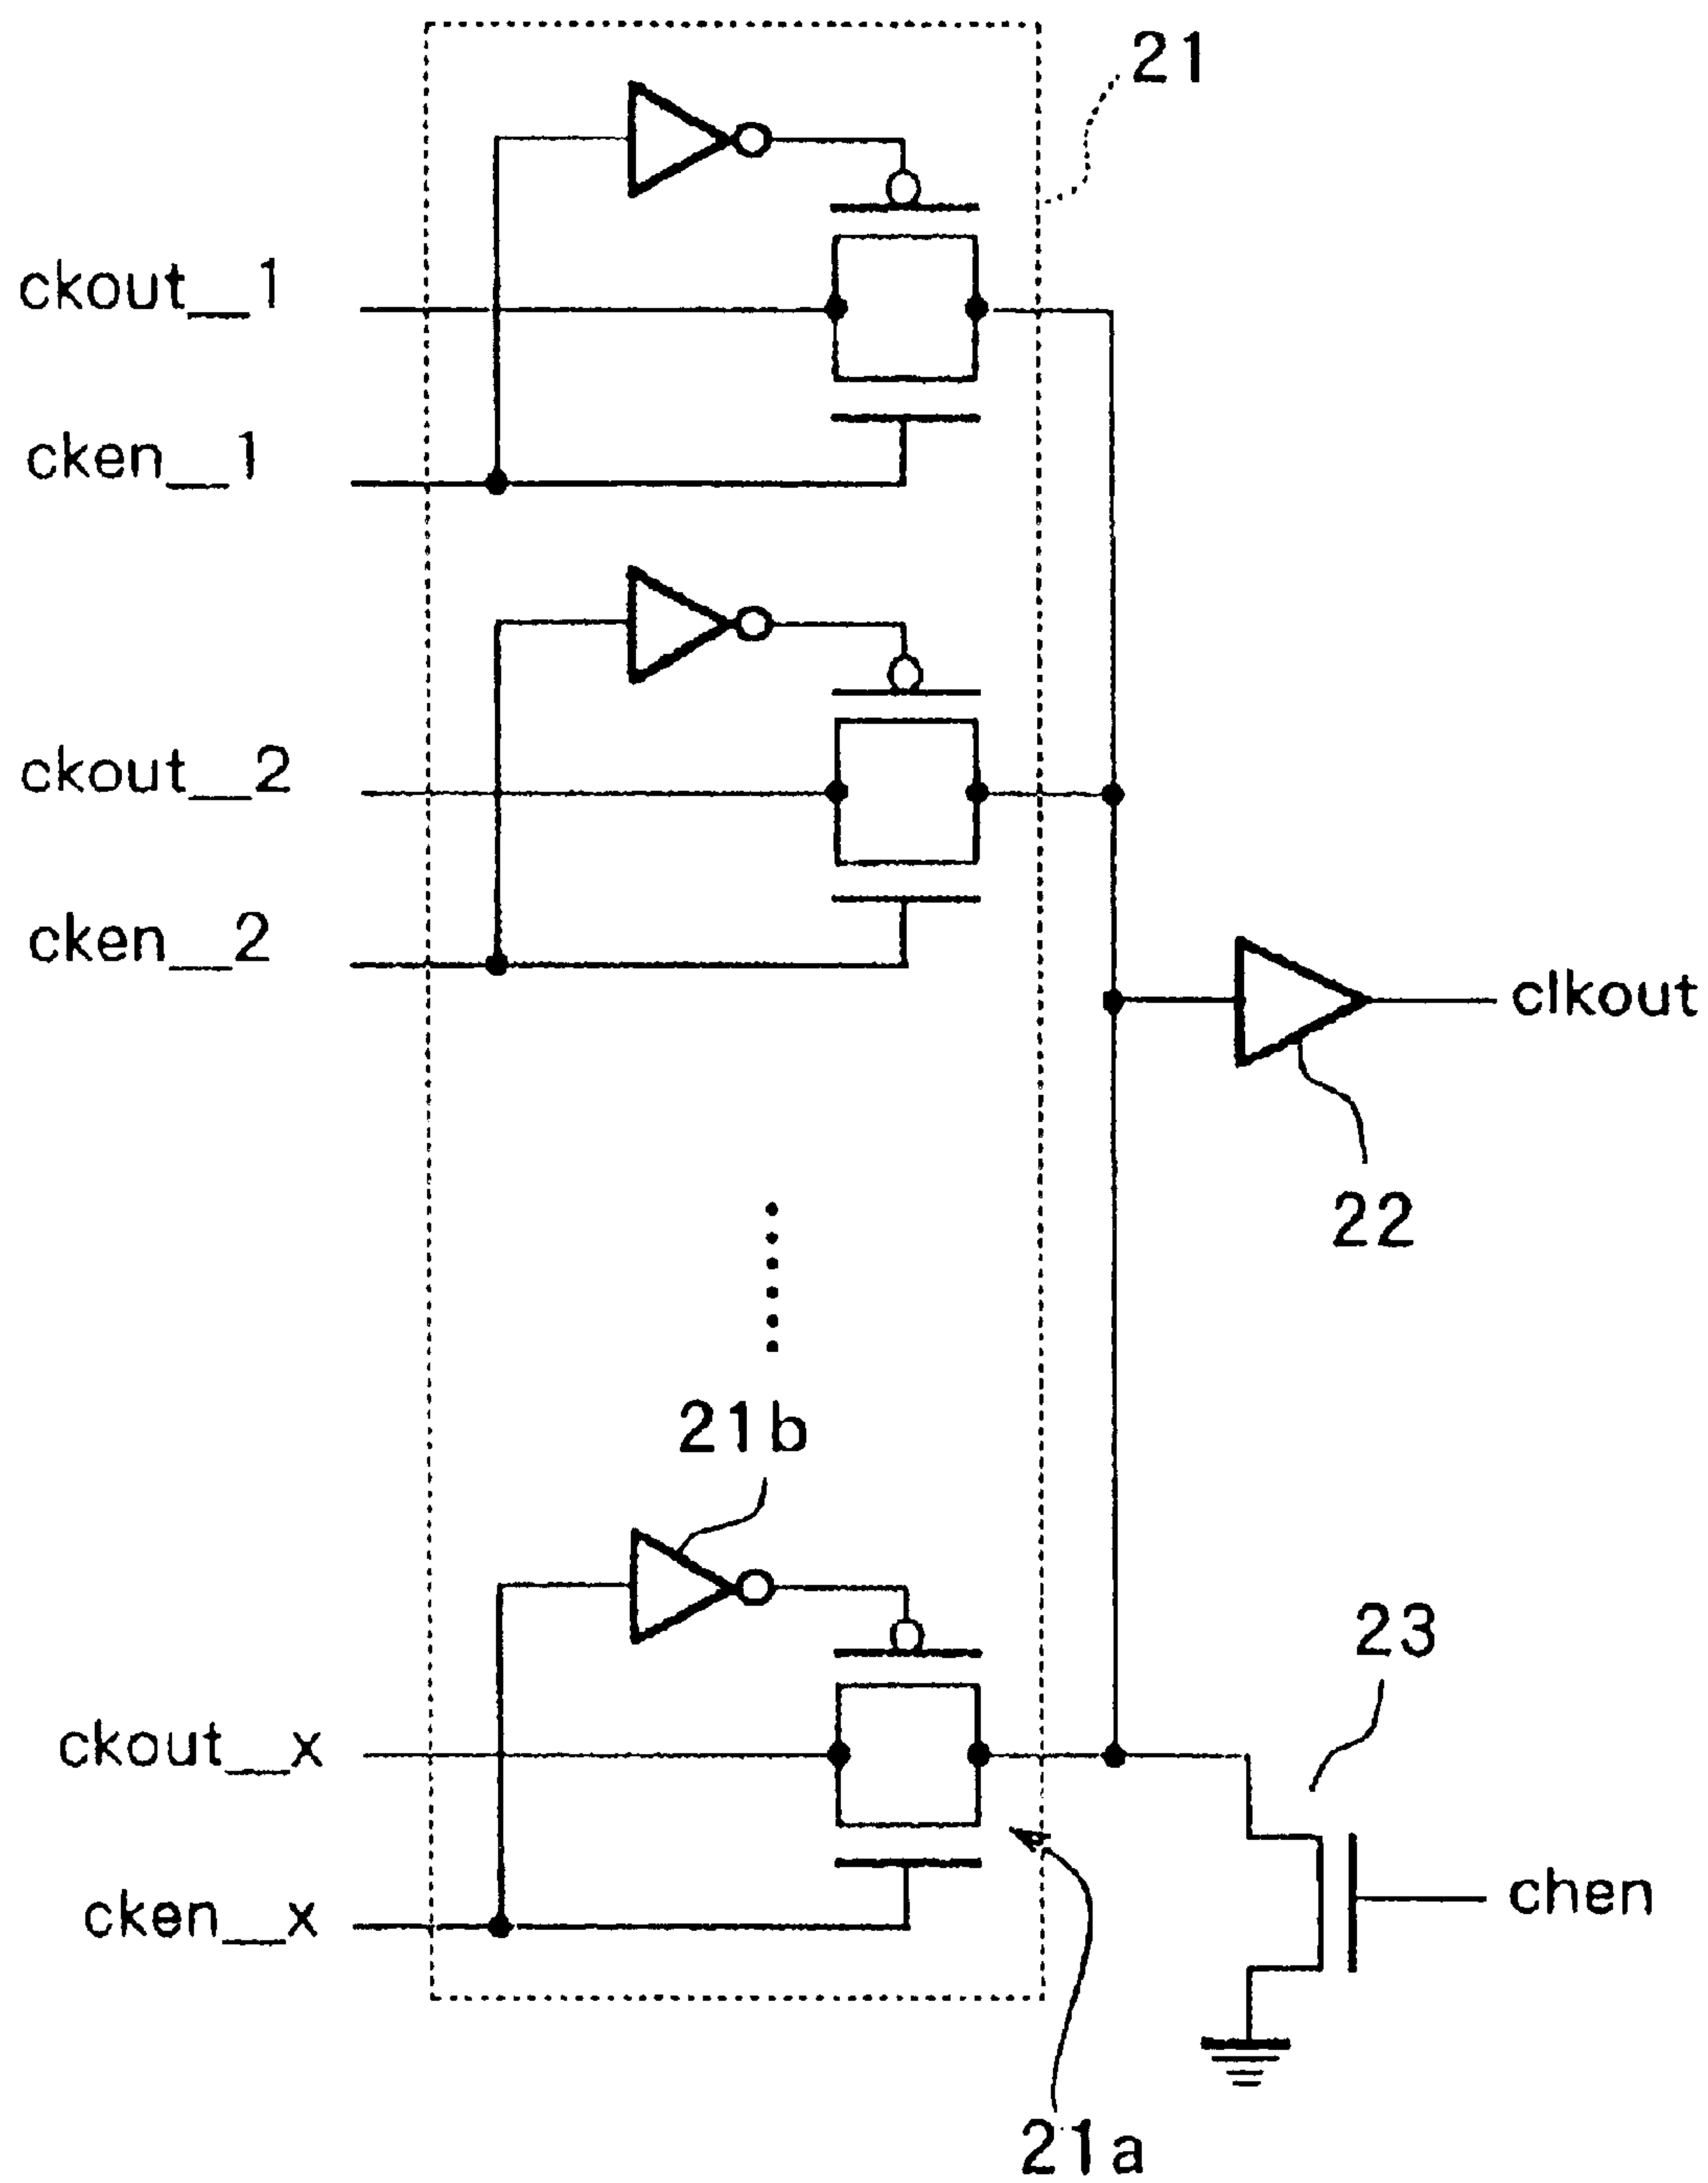 21
ckout__1
cken__1
ckout__2
cken__2
clkout
22
21b
23
ckout__x
chen
cken__x
21a